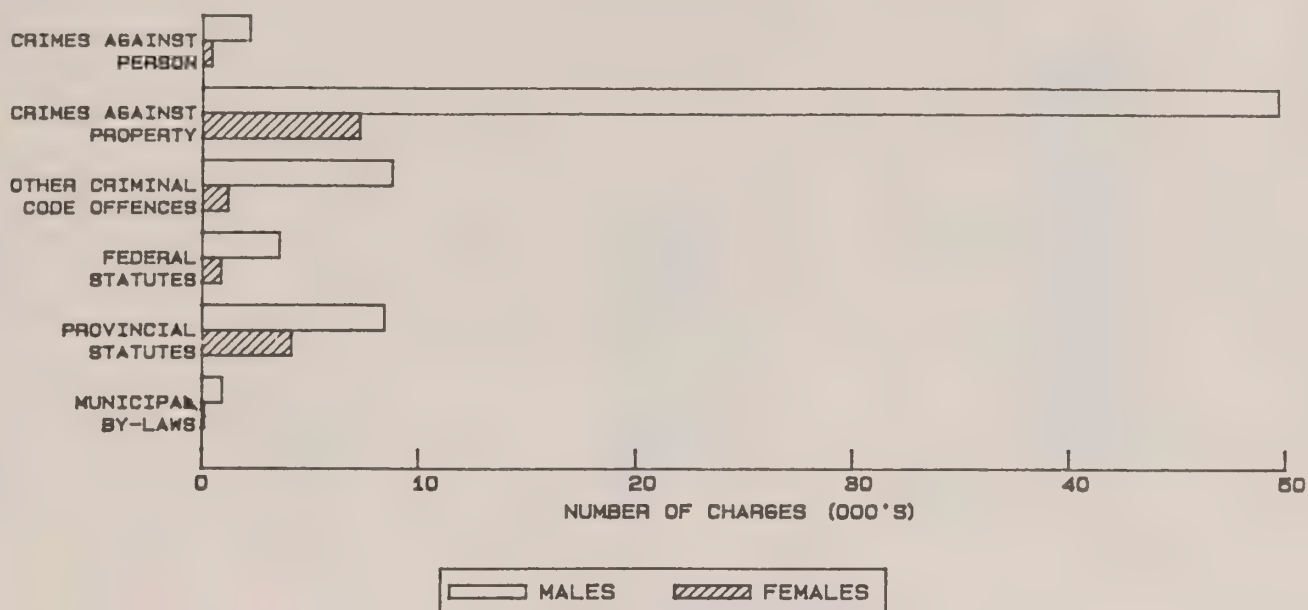 CRIMES AGAINST
PERSON
CRIMES AGAINST
PROPERTY
OTHER CRIMINAL
CODE OFFENCES
FEDERAL
STATUTES
PROVINCIAL
STATUTES
MUNICIPAL
BY-LAWS
0 10 20 30 40 50
NUMBER OF CHARGES (000'S)
MALES FEMALES